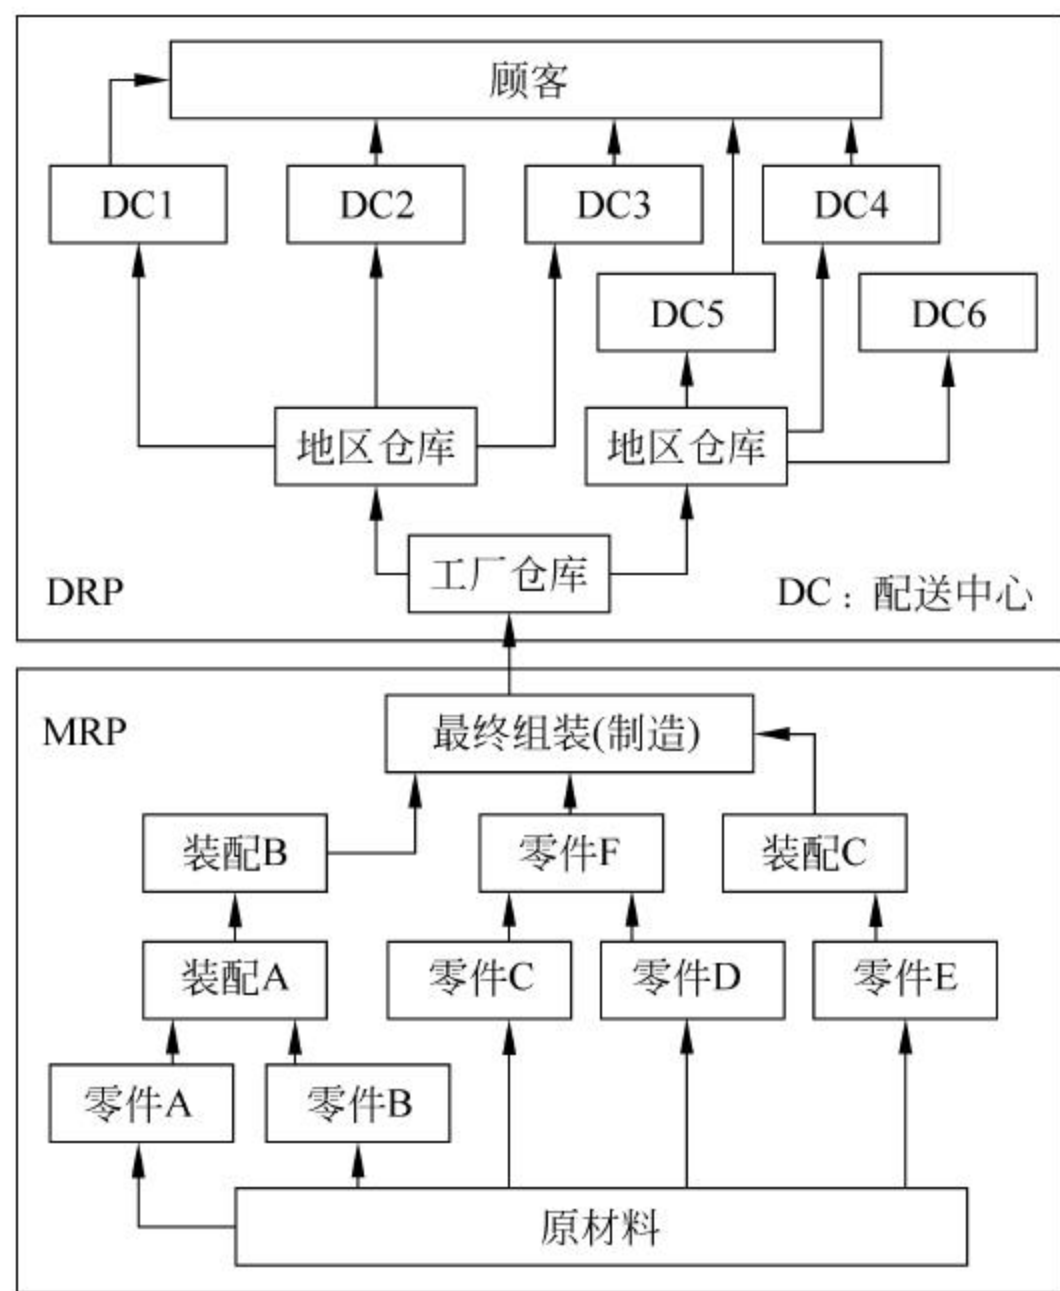 顾客
DC1
DC2
DC3
DC4
DC5
DC6
地区仓库
地区仓库
工厂仓库
DRP
DC：配送中心
MRP
最终组装(制造)
装配B
零件F
装配C
装配A
零件C
零件D
零件E
零件A
零件B
原材料